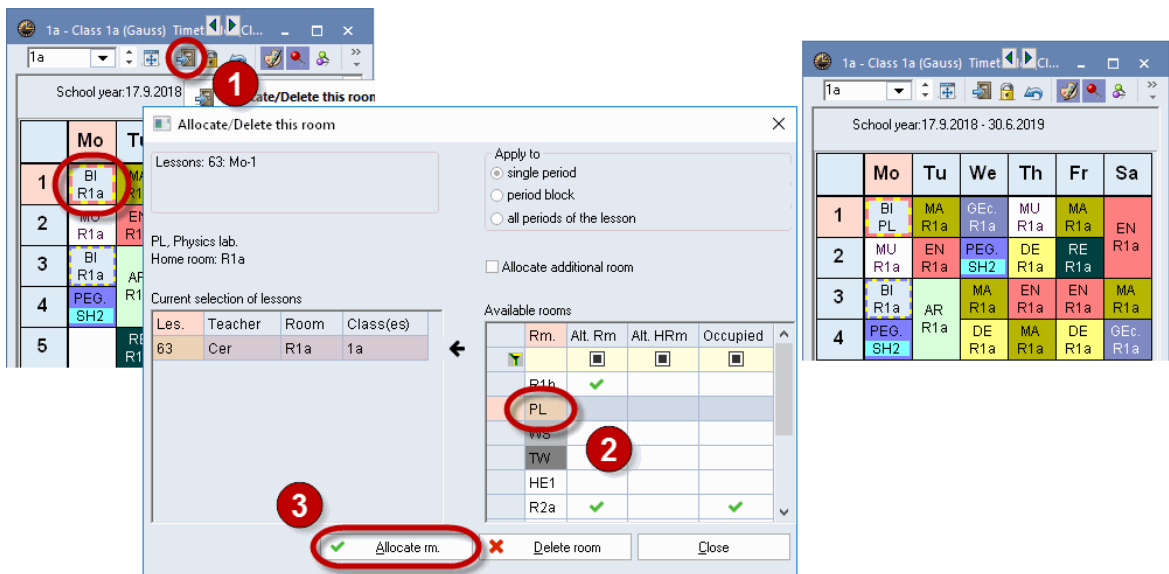 1a - Class 1a (Gauss) Timet Cl...
1a
1
School year:17.9.2018
ate/Delete this room
Mo
1
BI
R1a
MA
2
MU
R1a
EN
R1
3
BI
R1a
AR
R1
4
PEG.
SH2
5
RE
R1
Allocate/Delete this room
Lessons: 63: Mo-1
PL, Physics lab.
Home room: R1a
Current selection of lessons
Les. Teacher Room Class(es)
63 Cer R1a 1a
Apply to
single period
period block
all periods of the lesson
Allocate additional room
Available rooms
Rm. Alt. Rm Alt. HRm Occupied
R1b
PL
WS
TW
HE1
R2a
2
3
Allocate rm.
Delete room
Close
1a - Class 1a (Gauss) Timet Cl...
1a
School year:17.9.2018 - 30.6.2019
Mo Tu We Th Fr Sa
1 BI MA GEc. MU MA EN
PL R1a R1a R1a R1a R1a
2 MU EN PEG. DE RE
R1a R1a SH2 R1a R1a
3 BI AR MA EN EN MA
R1a R1a R1a R1a R1a R1a
4 PEG. DE MA DE GEc.
SH2 R1a R1a R1a R1a